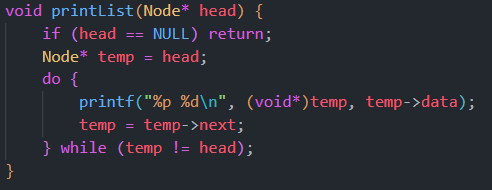 void printList(Node* head) {
    if (head == NULL) return;
    Node* temp = head;
    do {
        printf("%p %d\n", (void*)temp, temp->data);
        temp = temp->next;
    } while (temp != head);
}